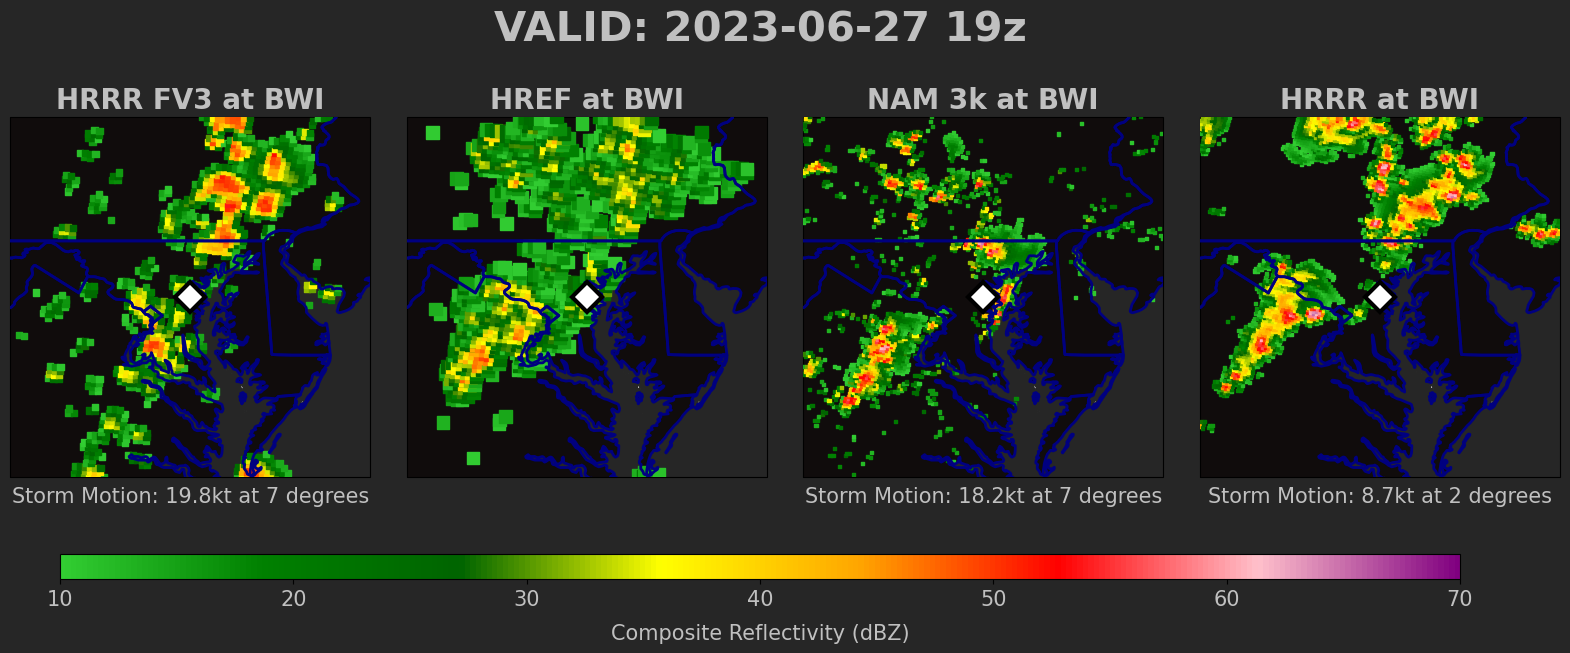 VALID: 2023-06-27 19z
HRRR FV3 at BWI
HREF at BWI
NAM 3k at BWI
HRRR at BWI
Storm Motion: 19.8kt at 7 degrees
Storm Motion: 18.2kt at 7 degrees
Storm Motion: 8.7kt at 2 degrees
10 20 30 40 50 60 70
Composite Reflectivity (dBZ)